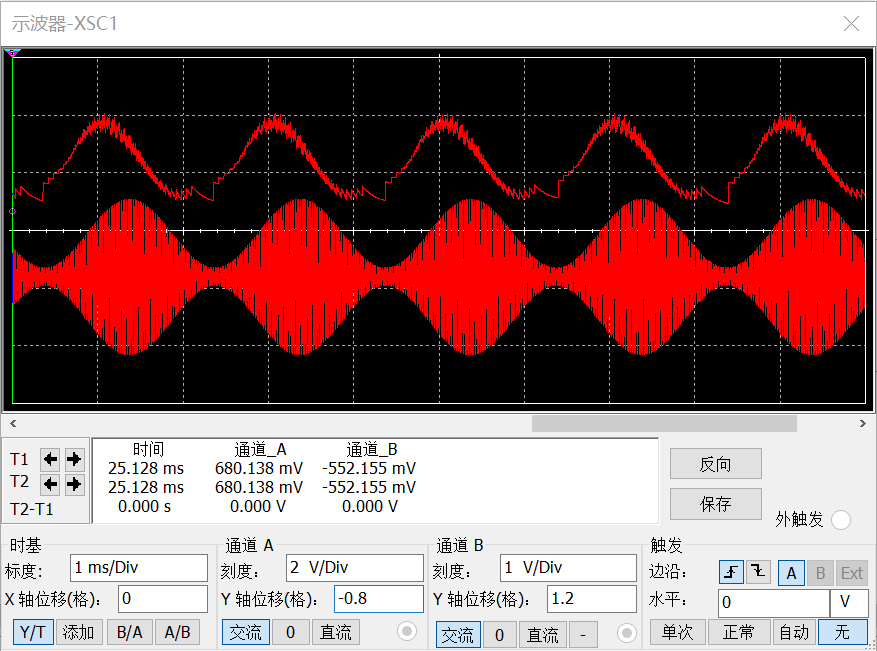 示波器-XSC1
T1
T2
T2-T1
时间 通道_A 通道_B
25.128 ms 680.138 mV -552.155 mV
25.128 ms 680.138 mV -552.155 mV
0.000 s 0.000 V 0.000 V
反向
保存
外触发
时基
标度: 1 ms/Div
X 轴位移(格): 0
Y/T 添加 B/A A/B
通道 A
刻度: 2 V/Div
Y 轴位移(格): -0.8
交流 0 直流
通道 B
刻度: 1 V/Div
Y 轴位移(格): 1.2
交流 0 直流 -
触发
边沿: A B Ext
水平: 0 V
单次 正常 自动 无